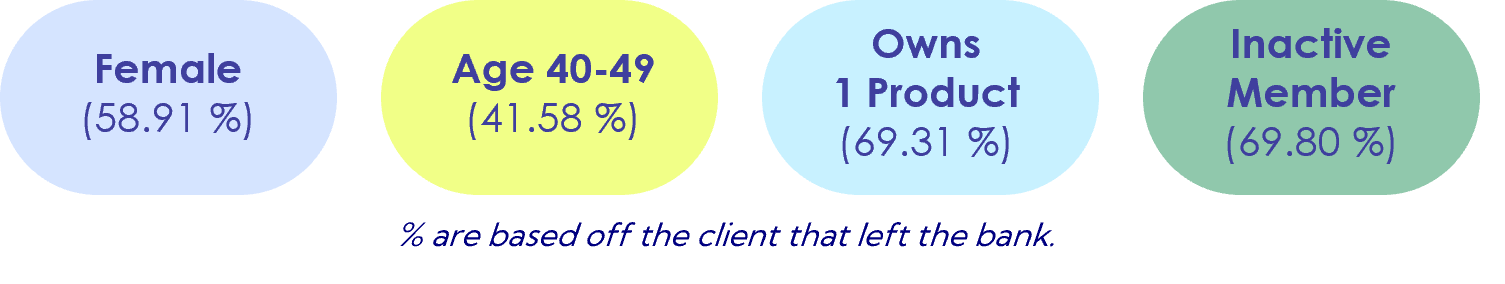 Female
(58.91 %)
Age 40-49
(41.58 %)
Owns
1 Product
(69.31 %)
Inactive
Member
(69.80 %)
% are based off the client that left the bank.